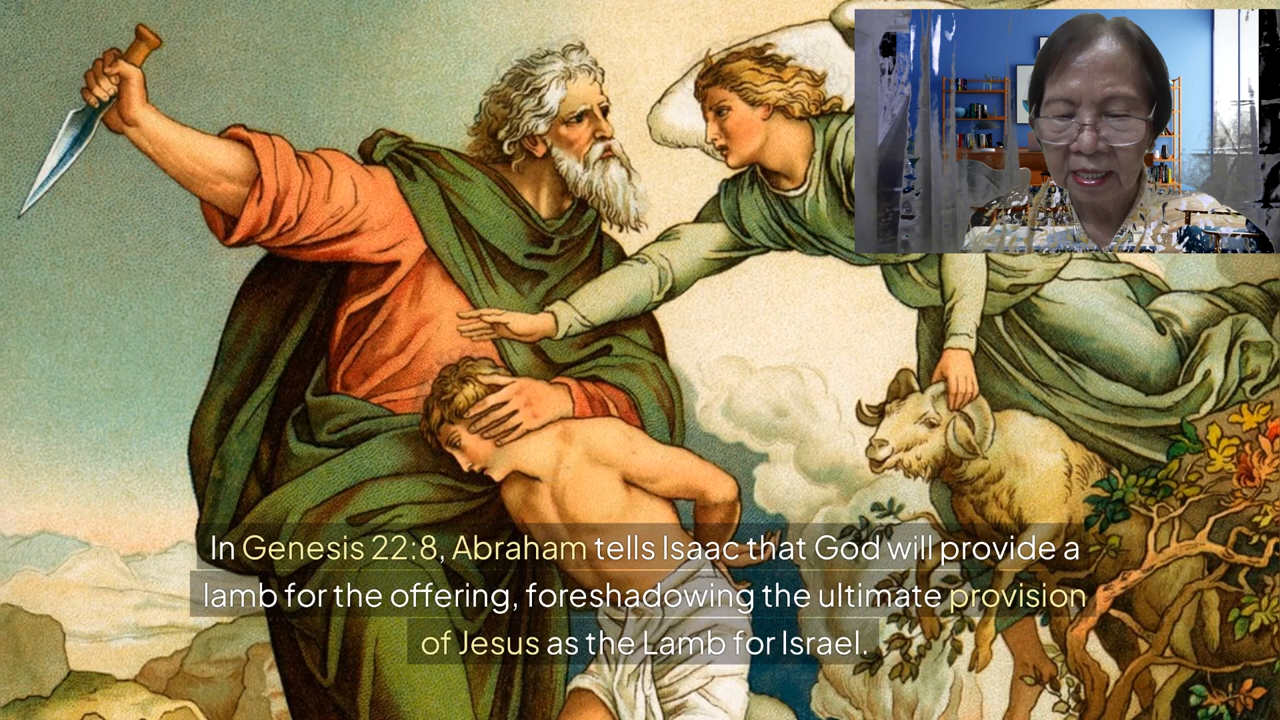 In Genesis 22:8, Abraham tells Isaac that God will provide a
lamb for the offering, foreshadowing the ultimate provision
of Jesus as the Lamb for Israel.